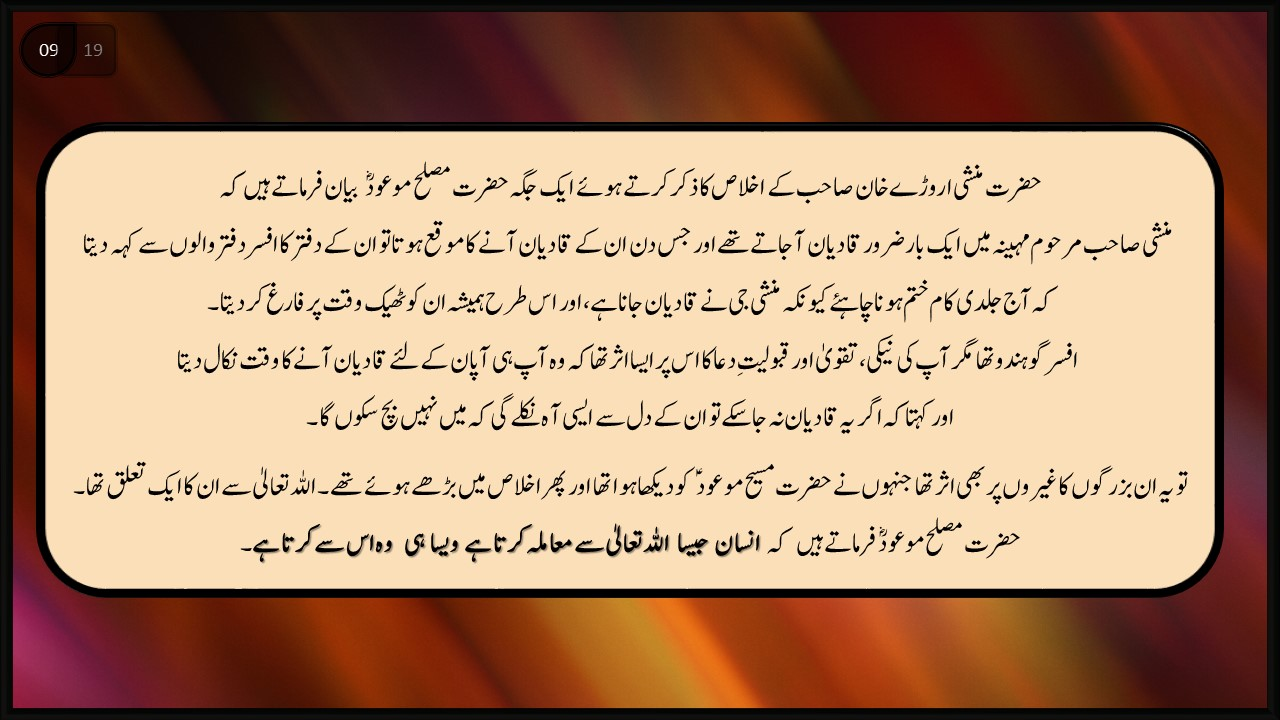 09 19
حضرت منشی اروڑے خان صاحب کے اخلاص کا ذکر کرتے ہوئے ایک جگہ حضرت مصلح موعودؓ بیان فرماتے ہیں کہ
منشی صاحب مرحوم مہینہ میں ایک بار ضرور قادیان آ جاتے تھے اور جس دن ان کے قادیان آنے کا موقع ہوتا تو ان کے دفتر کا افسر دفتر والوں سے کہہ دیتا
کہ آج جلدی کام ختم ہونا چاہئے کیونکہ منشی جی نے قادیان جانا ہے، اور اس طرح ہمیشہ ان کو ٹھیک وقت پر فارغ کر دیتا۔
افسر گو ہندو تھا مگر آپ کی نیکی، تقویٰ اور قبولیتِ دعا کا اس پر ایسا اثر تھا کہ وہ آپ ہی آپ ان کے لئے قادیان آنے کا وقت نکال دیتا
اور کہتا کہ اگر یہ قادیان نہ جا سکے تو ان کے دل سے ایسی آہ نکلے گی کہ میں نہیں بچ سکوں گا۔
تو یہ ان بزرگوں کا غیروں پر بھی اثر تھا جنہوں نے حضرت مسیح موعودؑ کو دیکھا ہوا تھا اور پھر اخلاص میں بڑھے ہوئے تھے۔ اللہ تعالیٰ سے ان کا ایک تعلق تھا۔
حضرت مصلح موعودؓ فرماتے ہیں کہ انسان جیسا اللہ تعالیٰ سے معاملہ کرتا ہے ویسا ہی وہ اس سے کرتا ہے۔